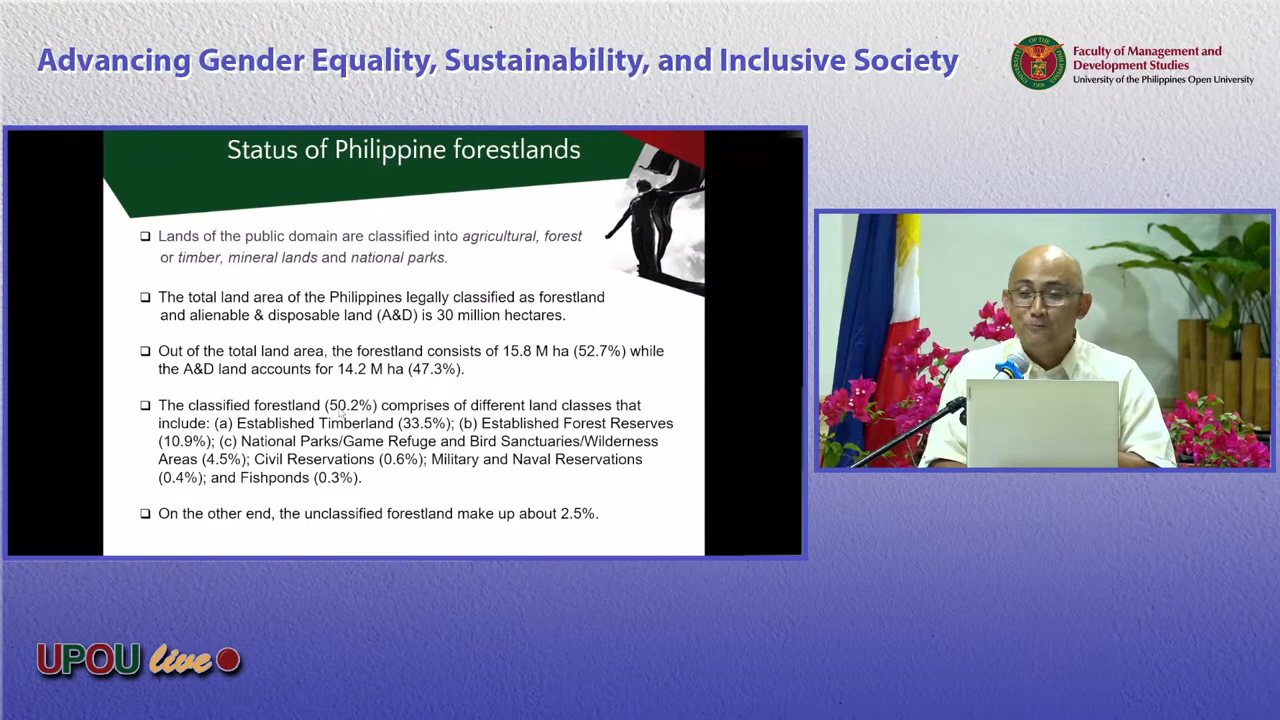 Advancing Gender Equality, Sustainability, and Inclusive Society
Faculty of Management and
Development Studies
University of the Philippines Open University
Status of Philippine forestlands
❑ Lands of the public domain are classified into agricultural, forest
or timber, mineral lands and national parks.
❑ The total land area of the Philippines legally classified as forestland
and alienable & disposable land (A&D) is 30 million hectares.
❑ Out of the total land area, the forestland consists of 15.8 M ha (52.7%) while
the A&D land accounts for 14.2 M ha (47.3%).
❑ The classified forestland (50.2%) comprises of different land classes that
include: (a) Established Timberland (33.5%); (b) Established Forest Reserves
(10.9%); (c) National Parks/Game Refuge and Bird Sanctuaries/Wilderness
Areas (4.5%); Civil Reservations (0.6%); Military and Naval Reservations
(0.4%); and Fishponds (0.3%).
❑ On the other end, the unclassified forestland make up about 2.5%.
UPOU live